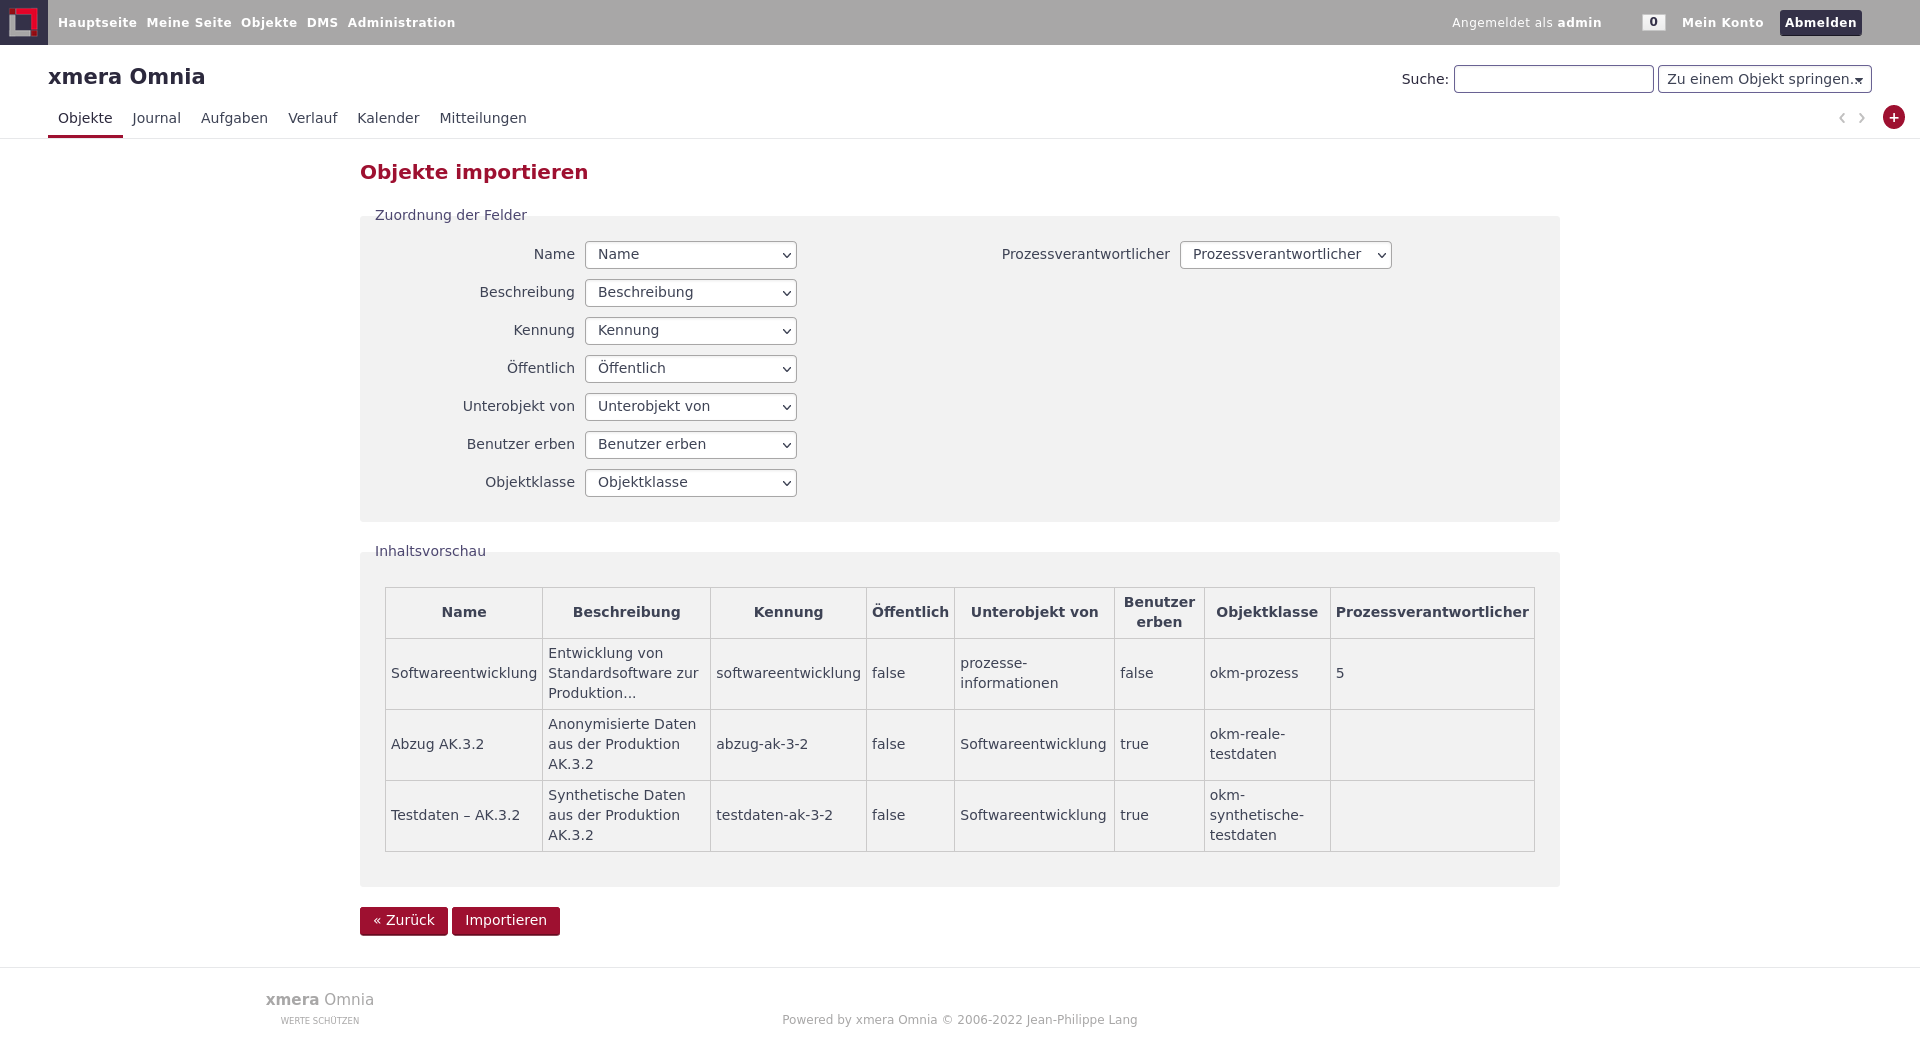 Hauptseite Meine Seite Objekte DMS Administration Angemeldet als admin 0 Mein Konto Abmelden
xmera Omnia
Suche: Zu einem Objekt springen...
Objekte Journal Aufgaben Verlauf Kalender Mitteilungen
‹ › +
Objekte importieren
Zuordnung der Felder
Name Name Prozessverantwortlicher Prozessverantwortlicher
Beschreibung Beschreibung
Kennung Kennung
Öffentlich Öffentlich
Unterobjekt von Unterobjekt von
Benutzer erben Benutzer erben
Objektklasse Objektklasse
Inhaltsvorschau
Name Beschreibung Kennung Öffentlich Unterobjekt von Benutzer erben Objektklasse Prozessverantwortlicher
Softwareentwicklung Entwicklung von Standardsoftware zur Produktion... softwareentwicklung false prozesse-informationen false okm-prozess 5
Abzug AK.3.2 Anonymisierte Daten aus der Produktion AK.3.2 abzug-ak-3-2 false Softwareentwicklung true okm-reale-testdaten
Testdaten – AK.3.2 Synthetische Daten aus der Produktion AK.3.2 testdaten-ak-3-2 false Softwareentwicklung true okm-synthetische-testdaten
« Zurück Importieren
xmera Omnia
WERTE SCHÜTZEN
Powered by xmera Omnia © 2006-2022 Jean-Philippe Lang